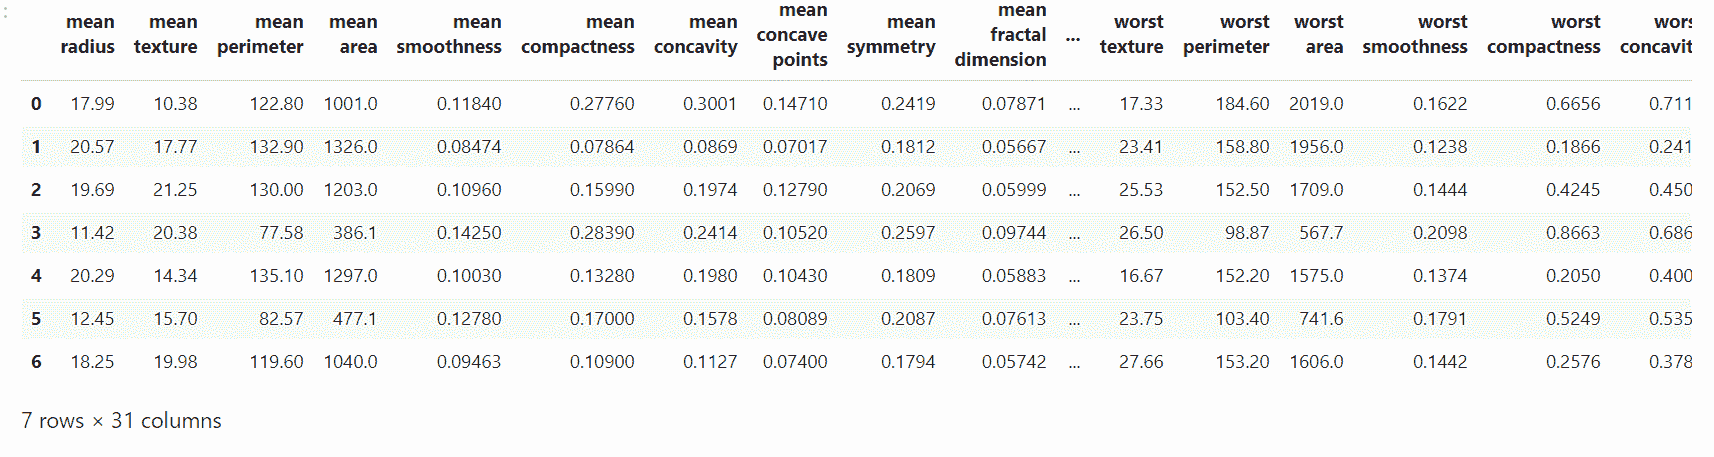 mean radius mean texture mean perimeter mean area mean smoothness mean compactness mean concavity mean concave points mean symmetry mean fractal dimension ... worst texture worst perimeter worst area worst smoothness worst compactness wors concavit
0 17.99 10.38 122.80 1001.0 0.11840 0.27760 0.3001 0.14710 0.2419 0.07871 ... 17.33 184.60 2019.0 0.1622 0.6656 0.711
1 20.57 17.77 132.90 1326.0 0.08474 0.07864 0.0869 0.07017 0.1812 0.05667 ... 23.41 158.80 1956.0 0.1238 0.1866 0.241
2 19.69 21.25 130.00 1203.0 0.10960 0.15990 0.1974 0.12790 0.2069 0.05999 ... 25.53 152.50 1709.0 0.1444 0.4245 0.450
3 11.42 20.38 77.58 386.1 0.14250 0.28390 0.2414 0.10520 0.2597 0.09744 ... 26.50 98.87 567.7 0.2098 0.8663 0.686
4 20.29 14.34 135.10 1297.0 0.10030 0.13280 0.1980 0.10430 0.1809 0.05883 ... 16.67 152.20 1575.0 0.1374 0.2050 0.400
5 12.45 15.70 82.57 477.1 0.12780 0.17000 0.1578 0.08089 0.2087 0.07613 ... 23.75 103.40 741.6 0.1791 0.5249 0.535
6 18.25 19.98 119.60 1040.0 0.09463 0.10900 0.1127 0.07400 0.1794 0.05742 ... 27.66 153.20 1606.0 0.1442 0.2576 0.378
7 rows × 31 columns